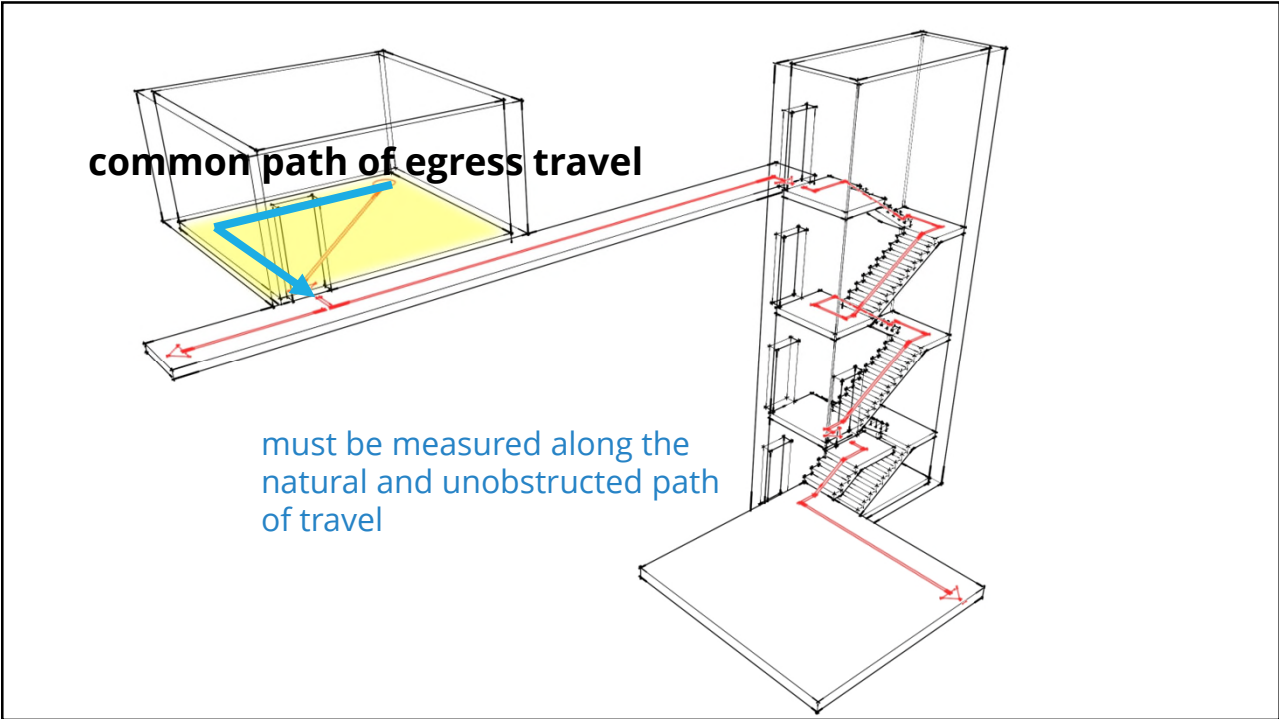 common path of egress travel
must be measured along the
natural and unobstructed path
of travel